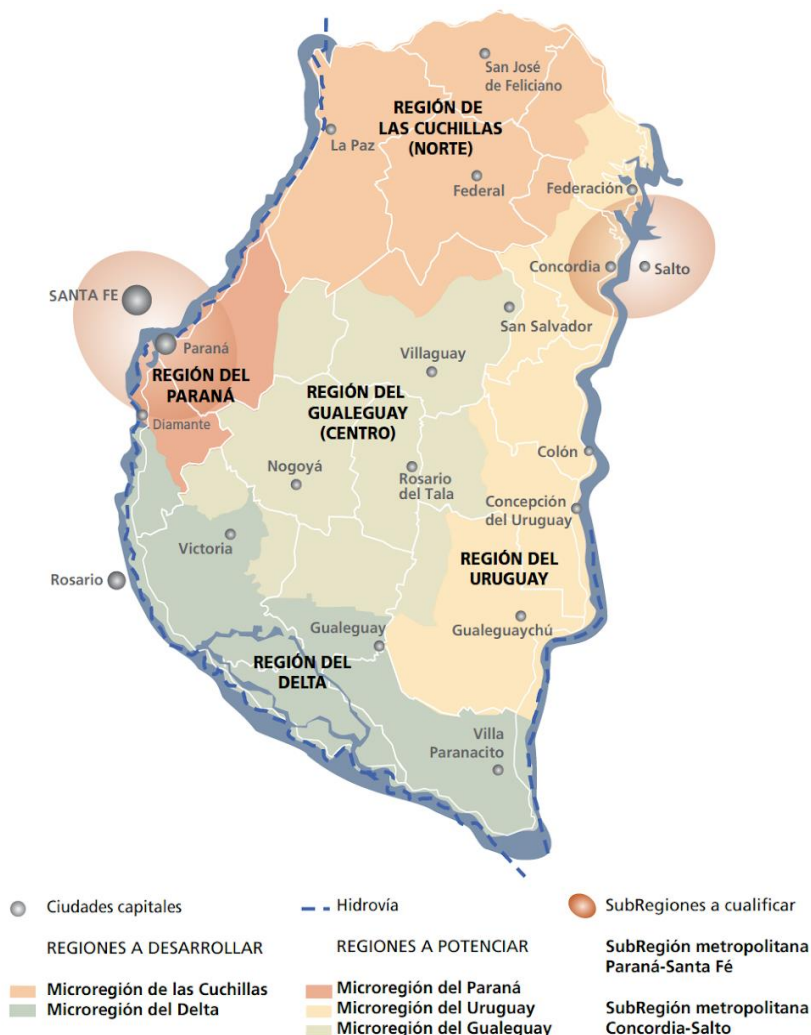 San José
de Feliciano
REGIÓN DE
LAS CUCHILLAS
(NORTE)
La Paz
Federal
Federación
Concordia
Salto
SANTA FE
San Salvador
Paraná
Villaguay
REGIÓN DEL
PARANÁ
REGIÓN DEL
GUALEGUAY
(CENTRO)
Diamante
Colón
Nogoyá
Rosario
del Tala
Concepción
del Uruguay
Victoria
REGIÓN DEL
URUGUAY
Rosario
Gualeguay
Gualeguaychú
REGIÓN DEL
DELTA
Villa
Paranacito
Ciudades capitales
Hidrovía
SubRegiones a cualificar
REGIONES A DESARROLLAR
REGIONES A POTENCIAR
SubRegión metropolitana
Paraná-Santa Fé
Microregión de las Cuchillas
Microregión del Delta
Microregión del Paraná
Microregión del Uruguay
Microregión del Gualeguay
SubRegión metropolitana
Concordia-Salto